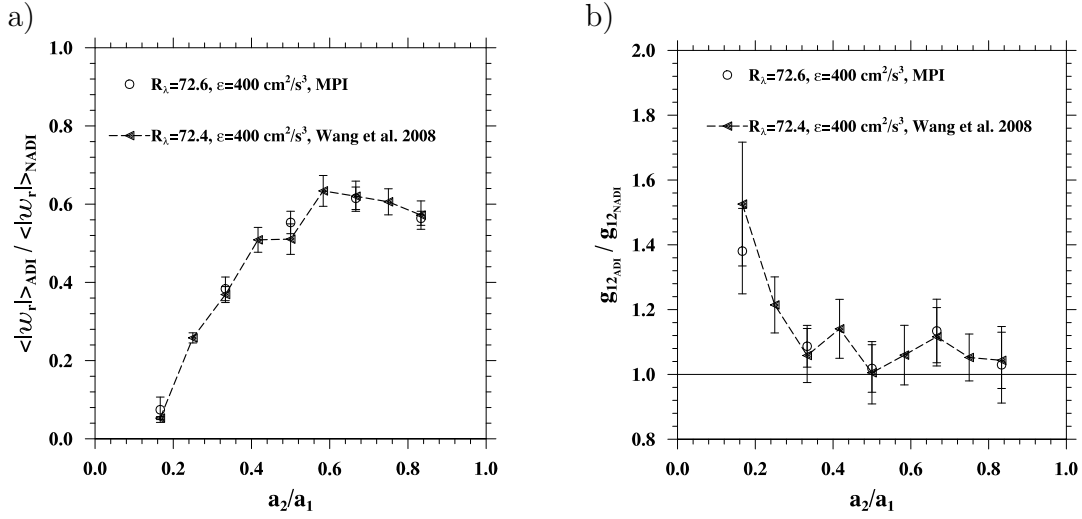 a)
1.0
0.8
0.6
0.4
0.2
0.0
0.0 0.2 0.4 0.6 0.8 1.0
a₂/a₁
<|w_r|>_ADI / <|w_r|>_NADI
R_λ=72.6, ε=400 cm²/s³, MPI
R_λ=72.4, ε=400 cm²/s³, Wang et al. 2008
b)
2.0
1.8
1.6
1.4
1.2
1.0
0.8
0.0 0.2 0.4 0.6 0.8 1.0
a₂/a₁
g_12_ADI / g_12_NADI
R_λ=72.6, ε=400 cm²/s³, MPI
R_λ=72.4, ε=400 cm²/s³, Wang et al. 2008